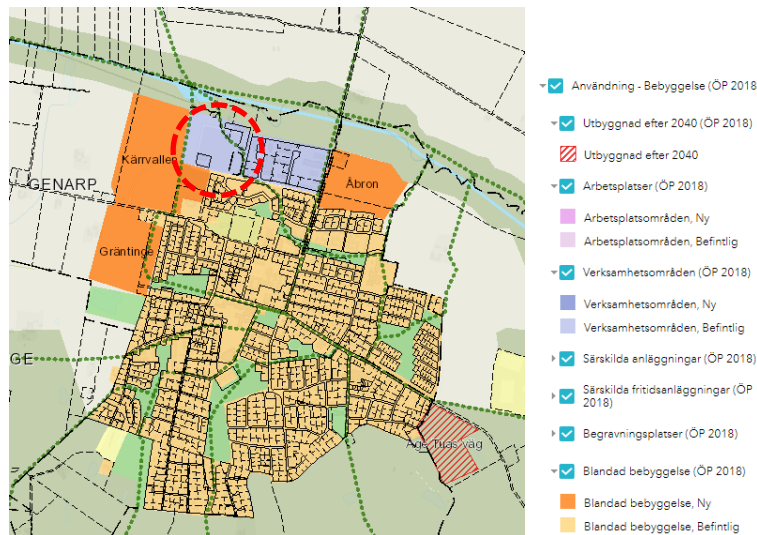 Kärrvallen
GENARP
Åbron
Gräntinge
GE
Åge Tuas väg
Användning - Bebyggelse (ÖP 2018
Utbyggnad efter 2040 (ÖP 2018)
Utbyggnad efter 2040
Arbetsplatser (ÖP 2018)
Arbetsplatsområden, Ny
Arbetsplatsområden, Befintlig
Verksamhetsområden (ÖP 2018)
Verksamhetsområden, Ny
Verksamhetsområden, Befintlig
Särskilda anläggningar (ÖP 2018)
Särskilda fritidsanläggningar (ÖP
2018)
Begravningsplatser (ÖP 2018)
Blandad bebyggelse (ÖP 2018)
Blandad bebyggelse, Ny
Blandad bebyggelse, Befintlig